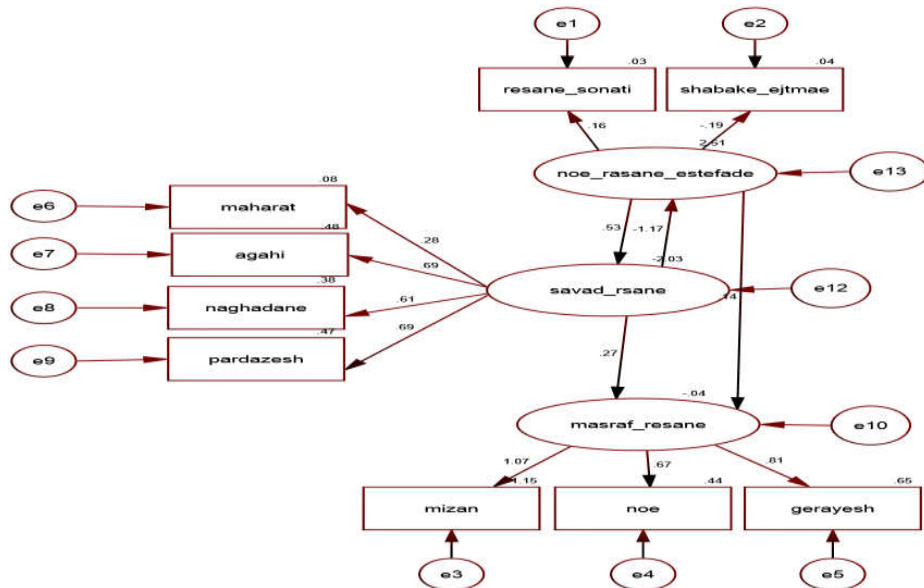 e1
e2
.03
.04
resane_sonati
shabake_ejtmae
.16
-.19
2.51
noe_rasane_estefade
e13
.08
e6
maharat
.48
e7
agahi
.28
.69
.53
-1.17
-2.03
.38
e8
naghadane
.61
savad_rsane
e12
.14
.47
e9
pardazesh
.69
.27
-.04
masraf_resane
e10
1.07
.67
.81
1.15
.44
.65
mizan
noe
gerayesh
e3
e4
e5